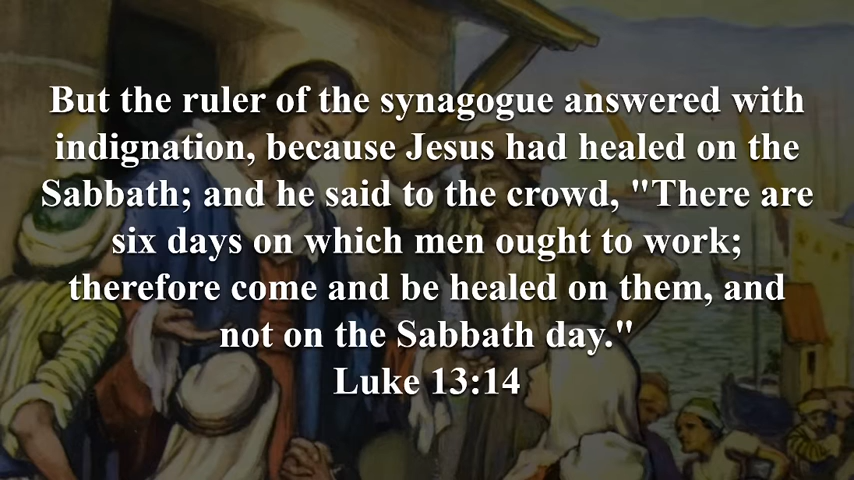 But the ruler of the synagogue answered with
indignation, because Jesus had healed on the
Sabbath; and he said to the crowd, "There are
six days on which men ought to work;
therefore come and be healed on them, and
not on the Sabbath day."
Luke 13:14